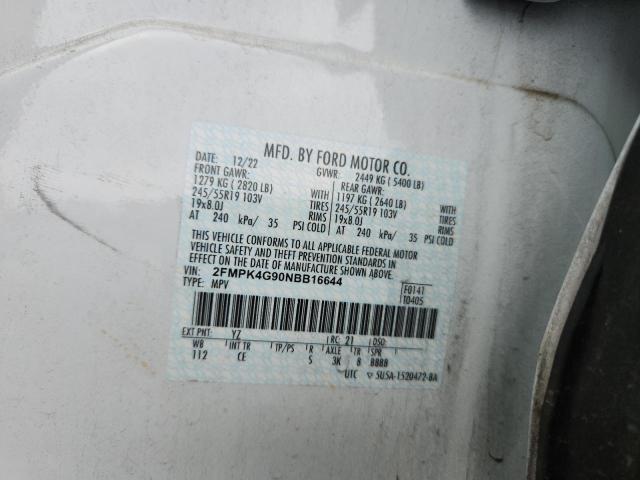 MFD. BY FORD MOTOR CO.
DATE: 12/22 GVWR: 2449 KG ( 5400 LB)
FRONT GAWR: REAR GAWR:
1279 KG ( 2820 LB) 1197 KG ( 2640 LB)
245/55R19 103V TIRES 245/55R19 103V TIRES
19x8.0J RIMS 19x8.0J RIMS
AT 240 kPa/ 35 PSI COLD AT 240 kPa/ 35 PSI COLD
THIS VEHICLE CONFORMS TO ALL APPLICABLE FEDERAL MOTOR
VEHICLE SAFETY AND THEFT PREVENTION STANDARDS IN
EFFECT ON THE DATE OF MANUFACTURE SHOWN ABOVE.
VIN: 2FMPK4G90NBB16644
TYPE: MPV F0141
T0405
EXT PNT: YZ RC: 21 DSO:
WB INT TR TP/PS R AXLE TR SPR
112 CE 5 3K 8 BBBB
UTC ▽ 5U5A-1520472-BA